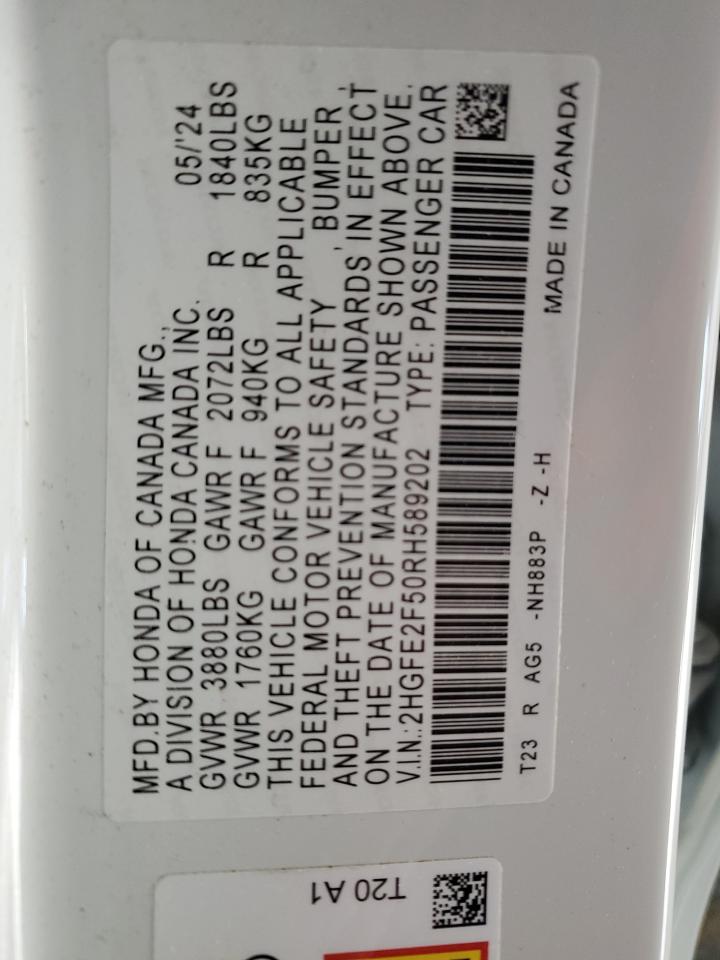 MFD.BY HONDA OF CANADA MFG.,
A DIVISION OF HONDA CANADA INC. 05/'24
GVWR 3880LBS GAWR F 2072LBS R 1840LBS
GVWR 1760KG GAWR F 940KG R 835KG
THIS VEHICLE CONFORMS TO ALL APPLICABLE
FEDERAL MOTOR VEHICLE SAFETY, BUMPER,
AND THEFT PREVENTION STANDARDS IN EFFECT
ON THE DATE OF MANUFACTURE SHOWN ABOVE.
V.I.N.:2HGFE2F50RH589202 TYPE: PASSENGER CAR
T23 R AG5 -NH883P -Z -H
MADE IN CANADA
T20 A1